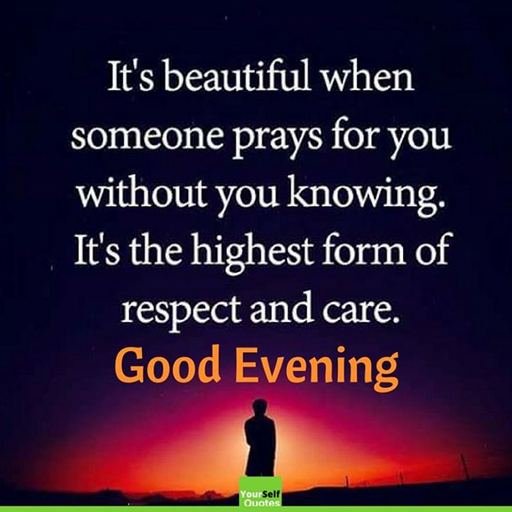 It's beautiful when
someone prays for you
without you knowing.
It's the highest form of
respect and care.
Good Evening
YourSelf
Quotes